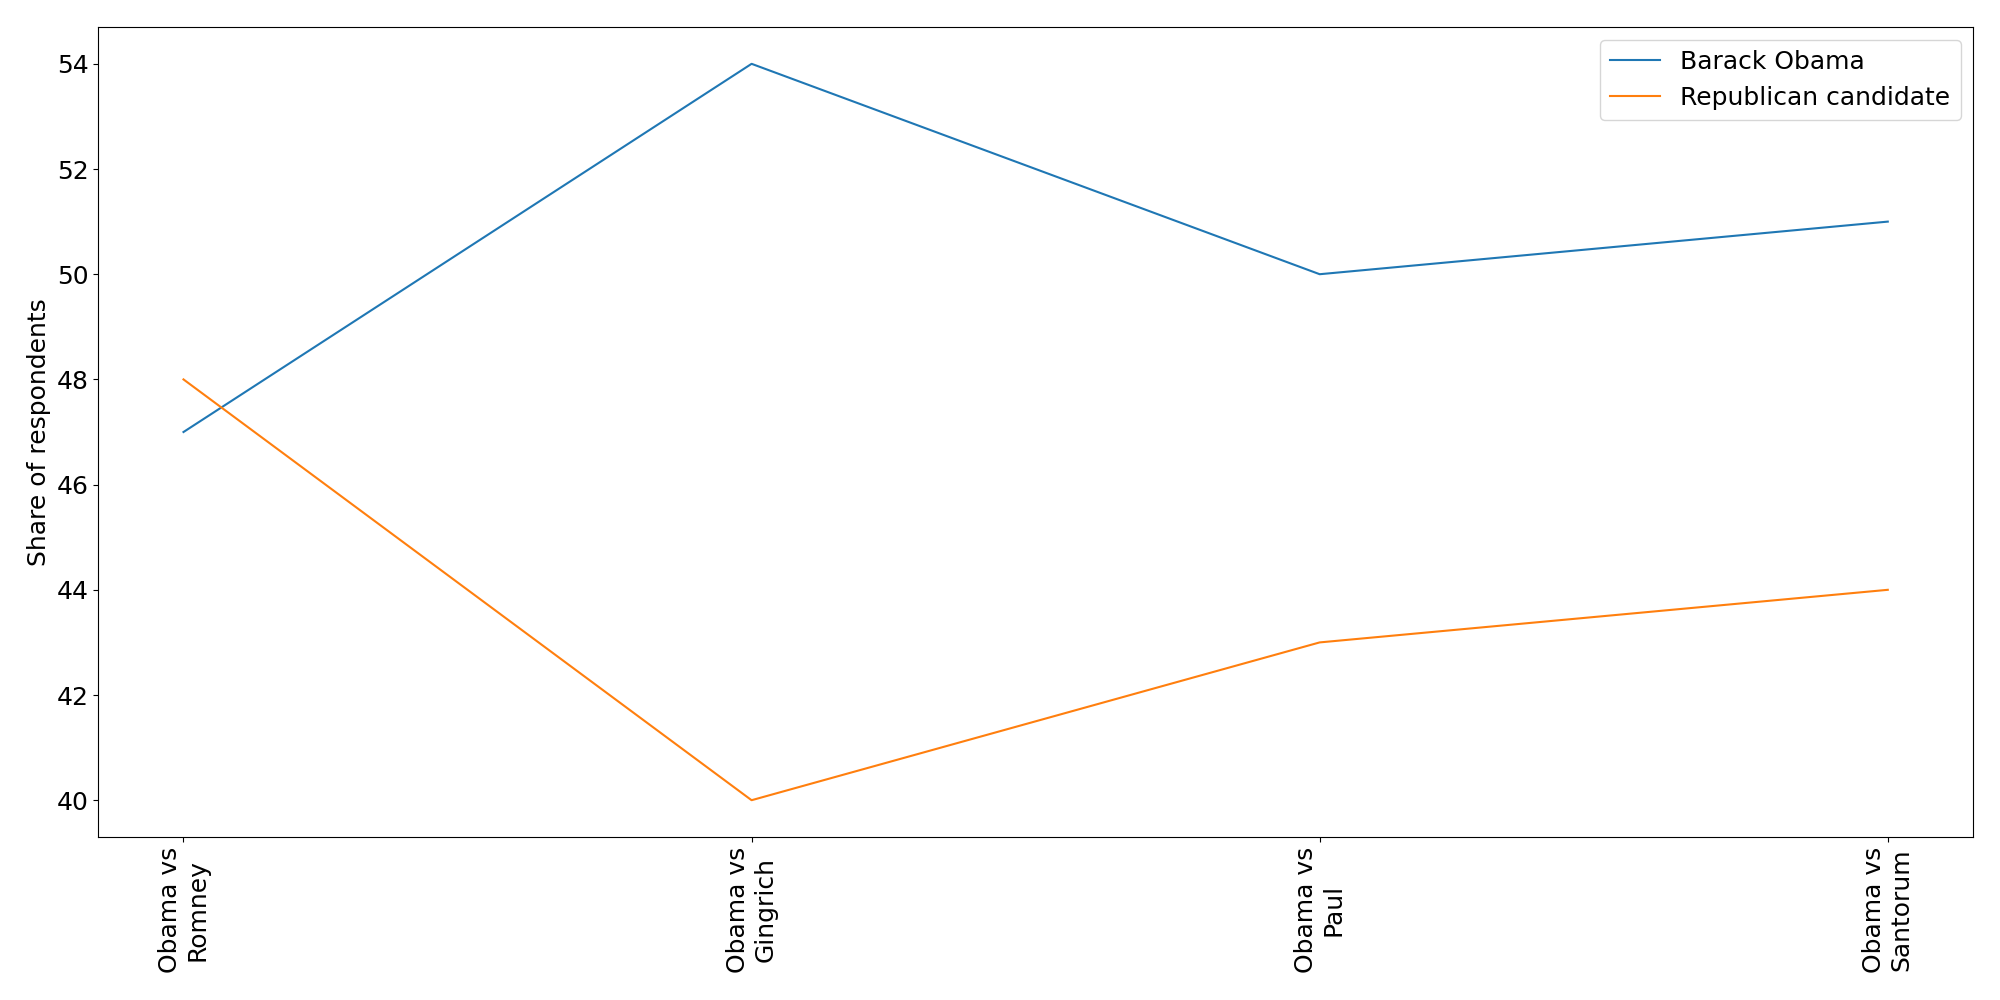 Barack Obama
Republican candidate
Share of respondents
54
52
50
48
46
44
42
40
Obama vs
Romney
Obama vs
Gingrich
Obama vs
Paul
Obama vs
Santorum